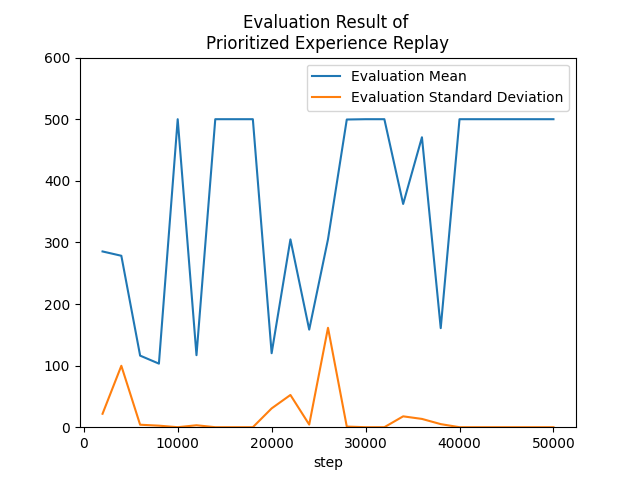 Evaluation Result of
Prioritized Experience Replay
600
500
400
300
200
100
0
Evaluation Mean
Evaluation Standard Deviation
0 10000 20000 30000 40000 50000
step